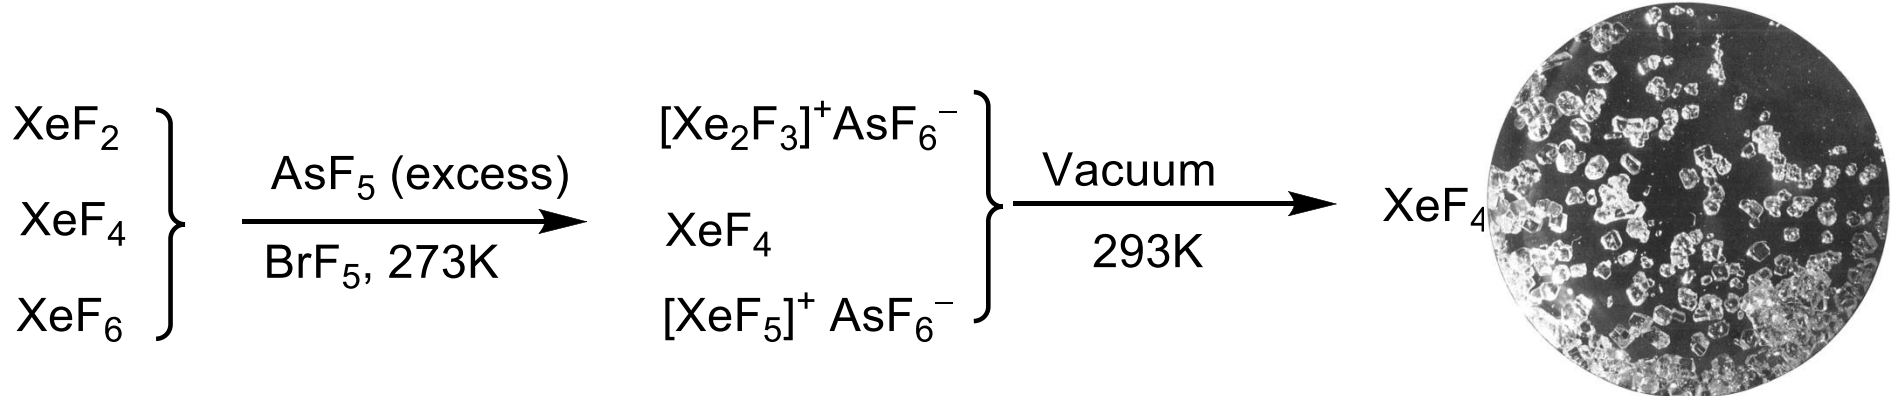 XeF₂
XeF₄
XeF₆
AsF₅ (excess)
BrF₅, 273K
[Xe₂F₃]⁺AsF₆⁻
XeF₄
[XeF₅]⁺ AsF₆⁻
Vacuum
293K
XeF₄